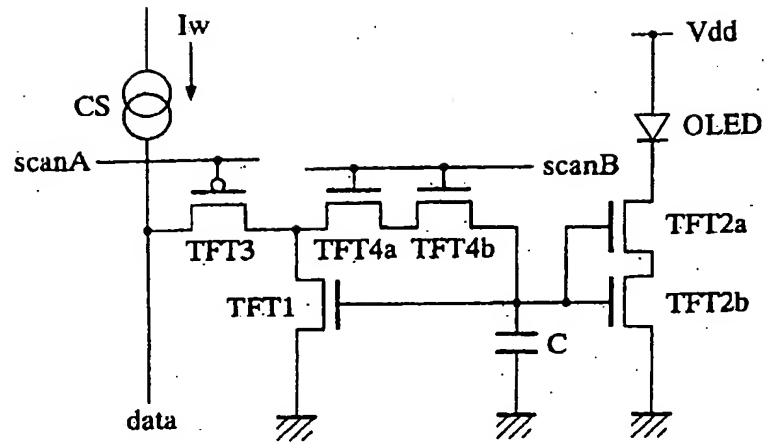 Iw
Vdd
CS
OLED
scanA
scanB
TFT3
TFT4a
TFT4b
TFT2a
TFT1
TFT2b
C
data